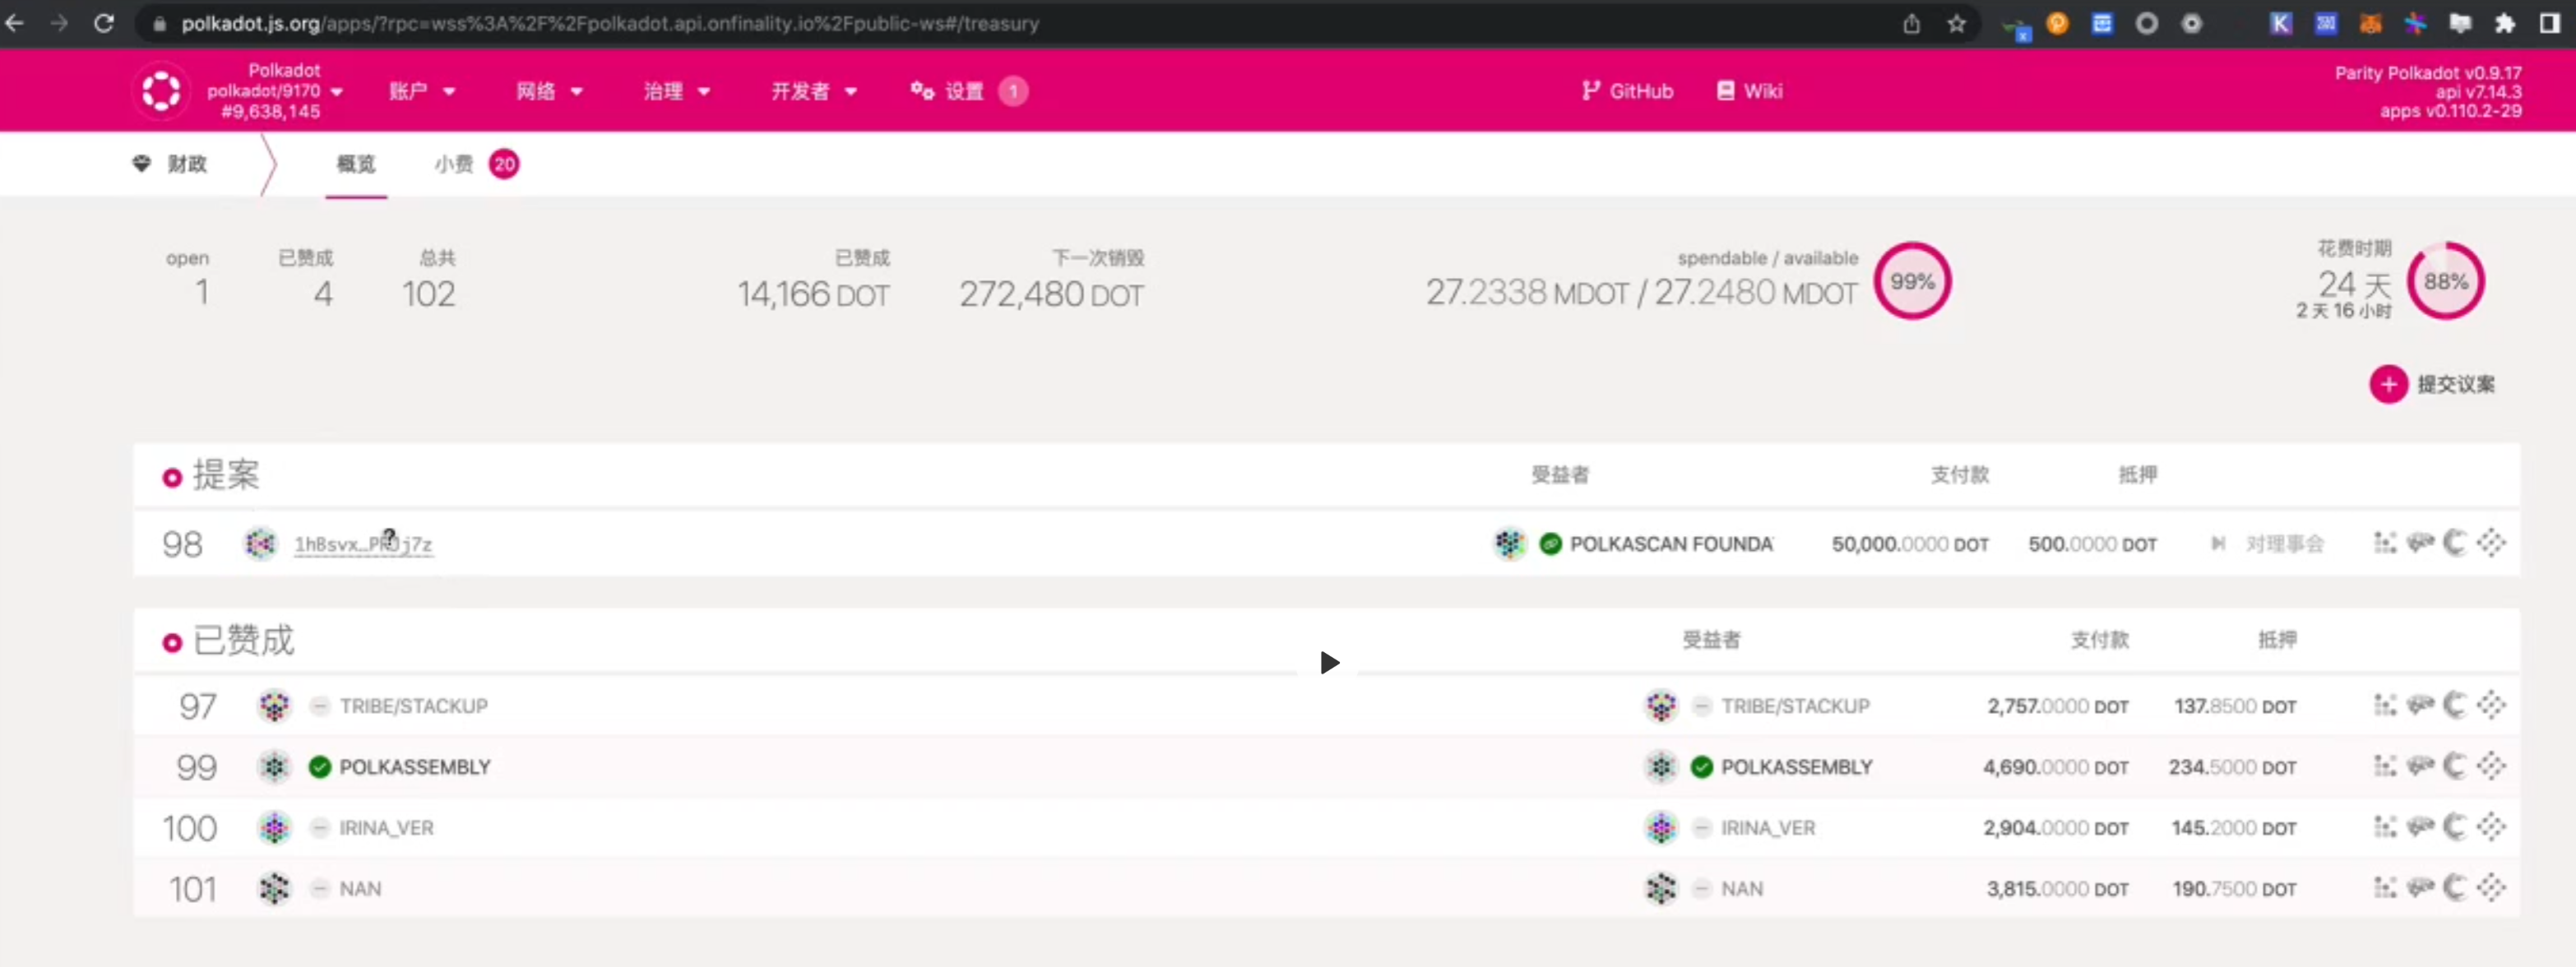 polkadot.js.org/apps/?rpc=wss%3A%2F%2Fpolkadot.api.onfinality.io%2Fpublic-ws#/treasury
Polkadot
polkadot/9170
#9,638,145
账户
网络
治理
开发者
设置 1
GitHub
Wiki
Parity Polkadot v0.9.17
api v7.14.3
apps v0.110.2-29
财政
概览
小费 20
open
1
已赞成
4
总共
102
已赞成
14,166 DOT
下一次销毁
272,480 DOT
spendable / available
27.2338 MDOT / 27.2480 MDOT
99%
花费时期
24 天
2 天 16 小时
88%
提交议案
提案 受益者 支付款 抵押
98 POLKASCAN FOUNDA 50,000.0000 DOT 500.0000 DOT 对理事会
已赞成 受益者 支付款 抵押
97 TRIBE/STACKUP TRIBE/STACKUP 2,757.0000 DOT 137.8500 DOT
99 POLKASSEMBLY POLKASSEMBLY 4,690.0000 DOT 234.5000 DOT
100 IRINA_VER IRINA_VER 2,904.0000 DOT 145.2000 DOT
101 NAN NAN 3,815.0000 DOT 190.7500 DOT